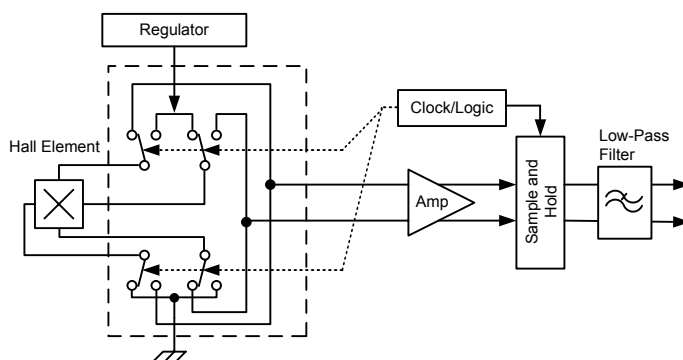 Regulator
Hall Element
Clock/Logic
Amp
Sample and
Hold
Low-Pass
Filter